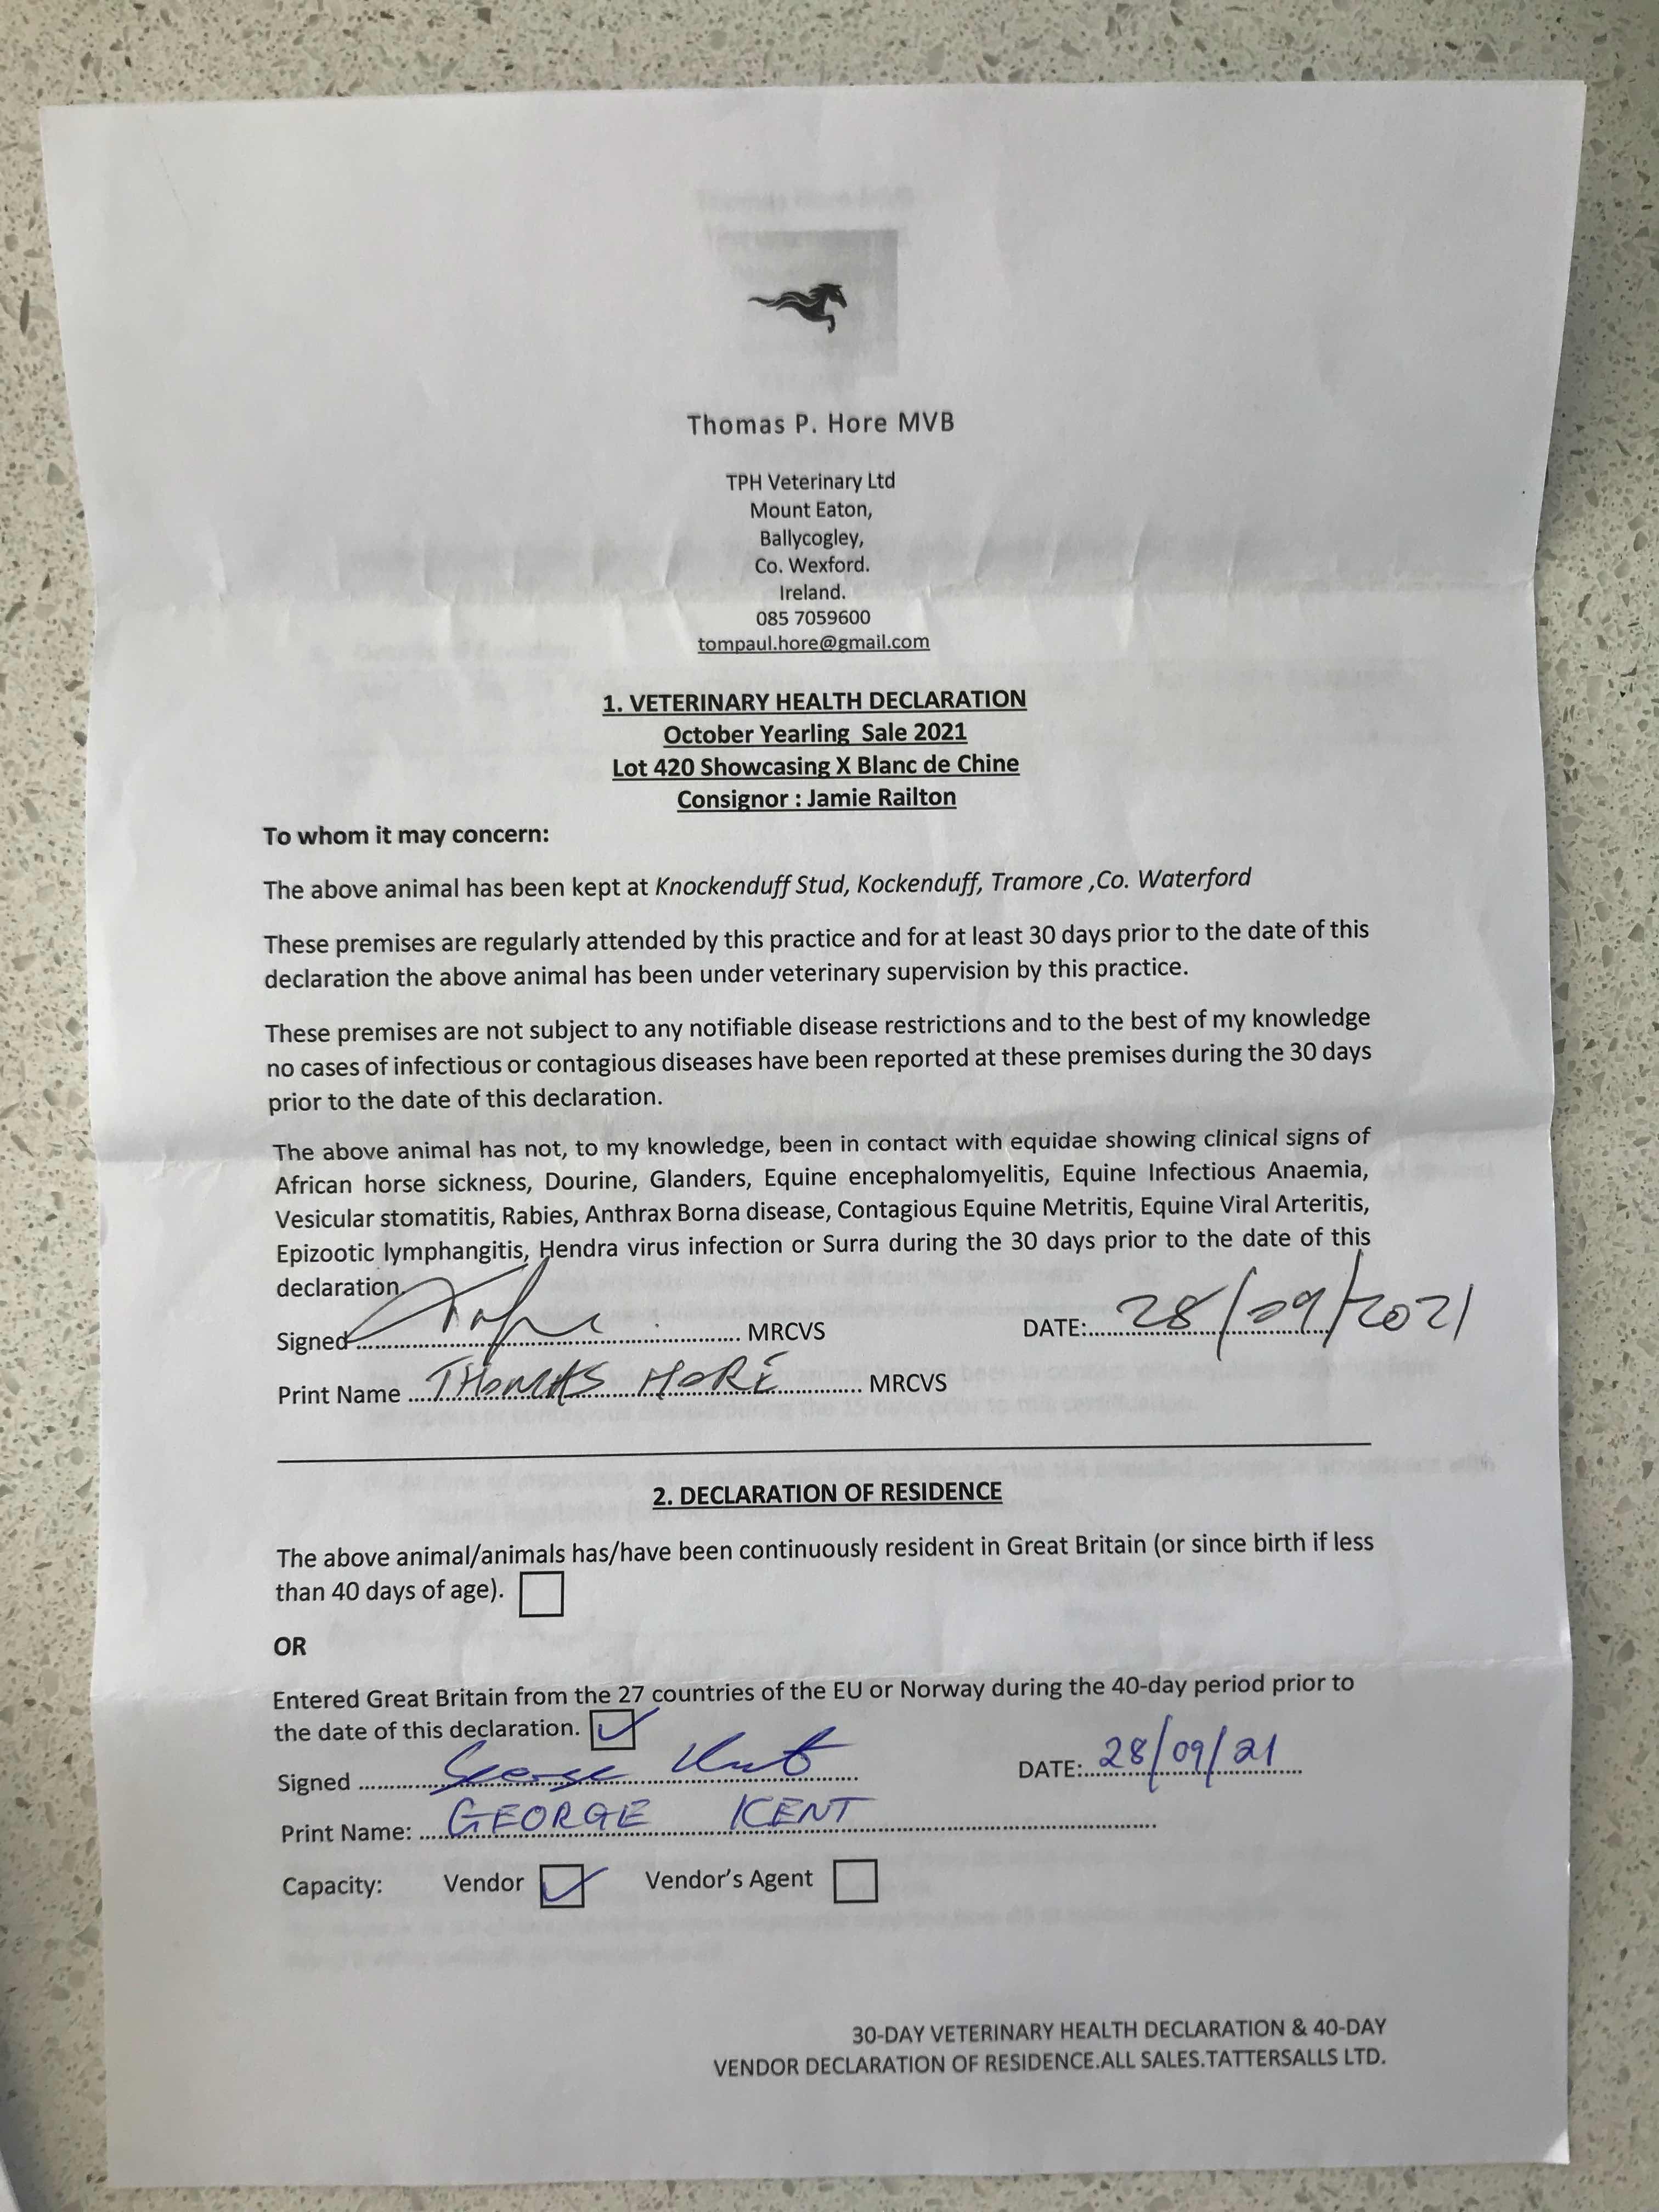 Thomas P. Hore MVB
TPH Veterinary Ltd
Mount Eaton,
Ballycogley,
Co. Wexford.
Ireland.
085 7059600
tompaul.hore@gmail.com
1. VETERINARY HEALTH DECLARATION
October Yearling Sale 2021
Lot 420 Showcasing X Blanc de Chine
Consignor : Jamie Railton
To whom it may concern:
The above animal has been kept at Knockenduff Stud, Kockenduff, Tramore ,Co. Waterford
These premises are regularly attended by this practice and for at least 30 days prior to the date of this
declaration the above animal has been under veterinary supervision by this practice.
These premises are not subject to any notifiable disease restrictions and to the best of my knowledge
no cases of infectious or contagious diseases have been reported at these premises during the 30 days
prior to the date of this declaration.
The above animal has not, to my knowledge, been in contact with equidae showing clinical signs of
African horse sickness, Dourine, Glanders, Equine encephalomyelitis, Equine Infectious Anaemia,
Vesicular stomatitis, Rabies, Anthrax Borna disease, Contagious Equine Metritis, Equine Viral Arteritis,
Epizootic lymphangitis, Hendra virus infection or Surra during the 30 days prior to the date of this
declaration.
Signed MRCVS DATE: 28/09/2021
Print Name THOMAS HORE MRCVS
2. DECLARATION OF RESIDENCE
The above animal/animals has/have been continuously resident in Great Britain (or since birth if less
than 40 days of age).
OR
Entered Great Britain from the 27 countries of the EU or Norway during the 40-day period prior to
the date of this declaration.
Signed George Kent DATE: 28/09/21
Print Name: GEORGE KENT
Capacity: Vendor Vendor's Agent
30-DAY VETERINARY HEALTH DECLARATION & 40-DAY
VENDOR DECLARATION OF RESIDENCE.ALL SALES.TATTERSALLS LTD.